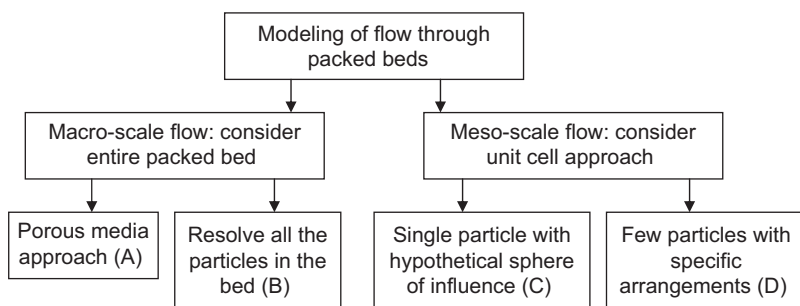 Modeling of flow through
packed beds
Macro-scale flow: consider
entire packed bed
Meso-scale flow: consider
unit cell approach
Porous media
approach (A)
Resolve all the
particles in the
bed (B)
Single particle with
hypothetical sphere
of influence (C)
Few particles with
specific
arrangements (D)